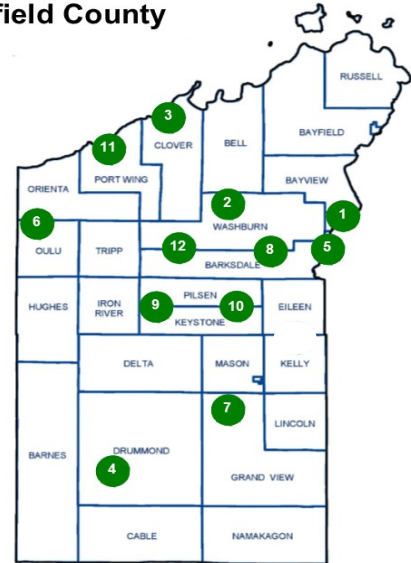 field County
RUSSELL
3
CLOVER
BELL
BAYFIELD
11
PORT WING
BAYVIEW
ORIENTA
2
WASHBURN
1
6
OULU
TRIPP
12
8
5
BARKSDALE
HUGHES
IRON
RIVER
9
PILSEN
10
KEYSTONE
EILEEN
DELTA
MASON
KELLY
7
LINCOLN
BARNES
DRUMMOND
4
GRAND VIEW
CABLE
NAMAKAGON